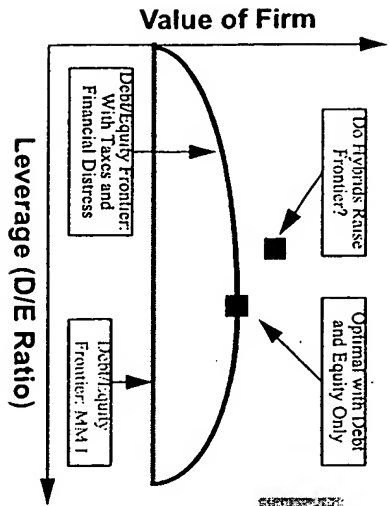 Value of Firm
Do Hybrids Raise
Frontier?
Optimal with Debt
and Equity Only
Debt/Equity Frontier:
With Taxes and
Financial Distress
Debt/Equity
Frontier: MM I
Leverage (D/E Ratio)